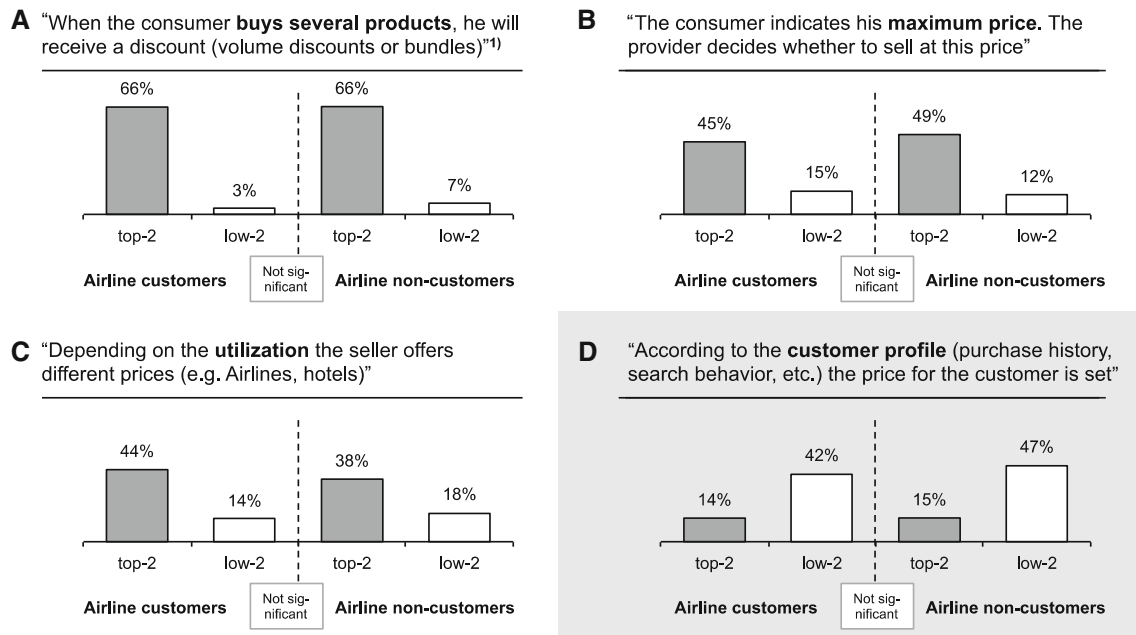 A "When the consumer buys several products, he will
receive a discount (volume discounts or bundles)"1)
66%
3%
66%
7%
top-2
low-2
top-2
low-2
Airline customers
Not sig-
nificant
Airline non-customers
B "The consumer indicates his maximum price. The
provider decides whether to sell at this price"
45%
15%
49%
12%
top-2
low-2
top-2
low-2
Airline customers
Not sig-
nificant
Airline non-customers
C "Depending on the utilization the seller offers
different prices (e.g. Airlines, hotels)"
44%
14%
38%
18%
top-2
low-2
top-2
low-2
Airline customers
Not sig-
nificant
Airline non-customers
D "According to the customer profile (purchase history,
search behavior, etc.) the price for the customer is set"
14%
42%
15%
47%
top-2
low-2
top-2
low-2
Airline customers
Not sig-
nificant
Airline non-customers